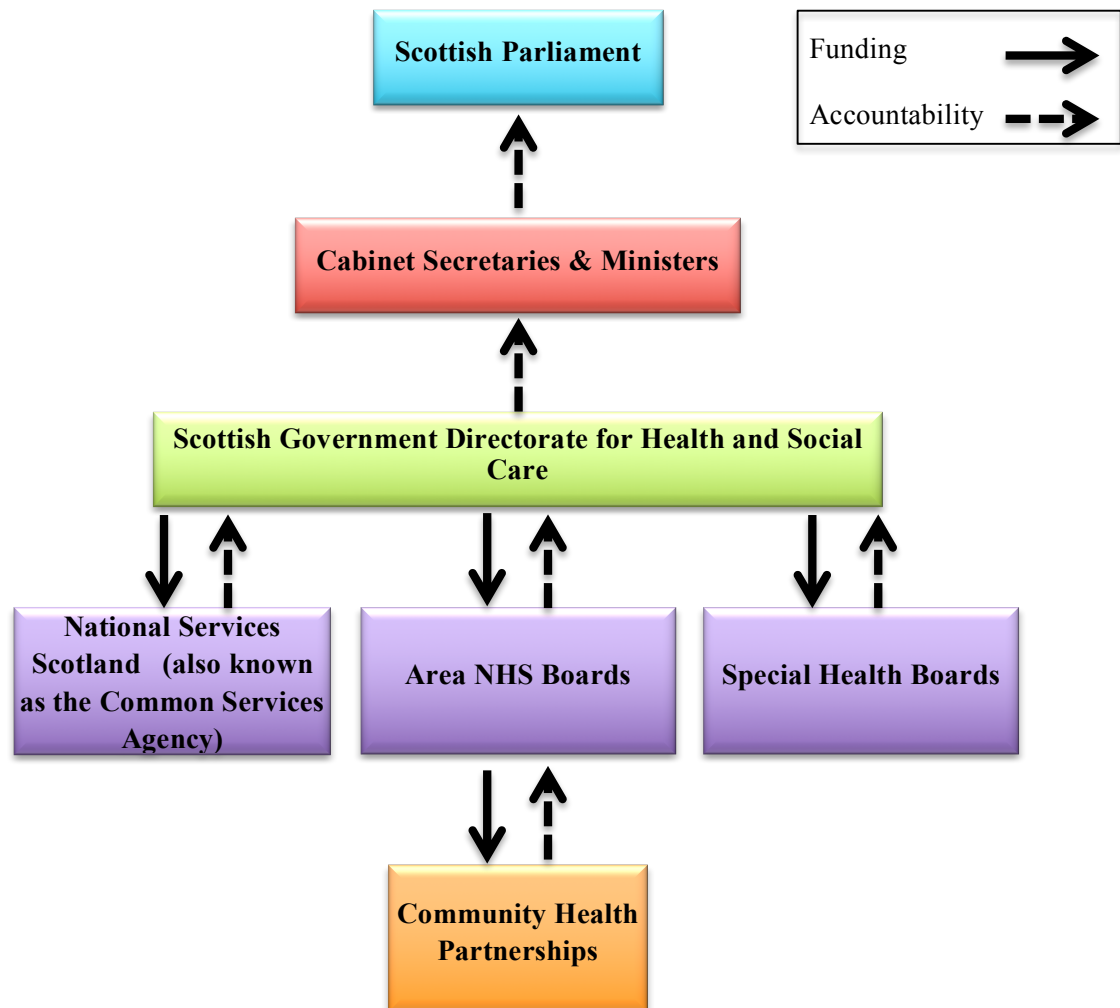 Scottish Parliament
Funding
Accountability
Cabinet Secretaries & Ministers
Scottish Government Directorate for Health and Social
Care
National Services
Scotland (also known
as the Common Services
Agency)
Area NHS Boards
Special Health Boards
Community Health
Partnerships